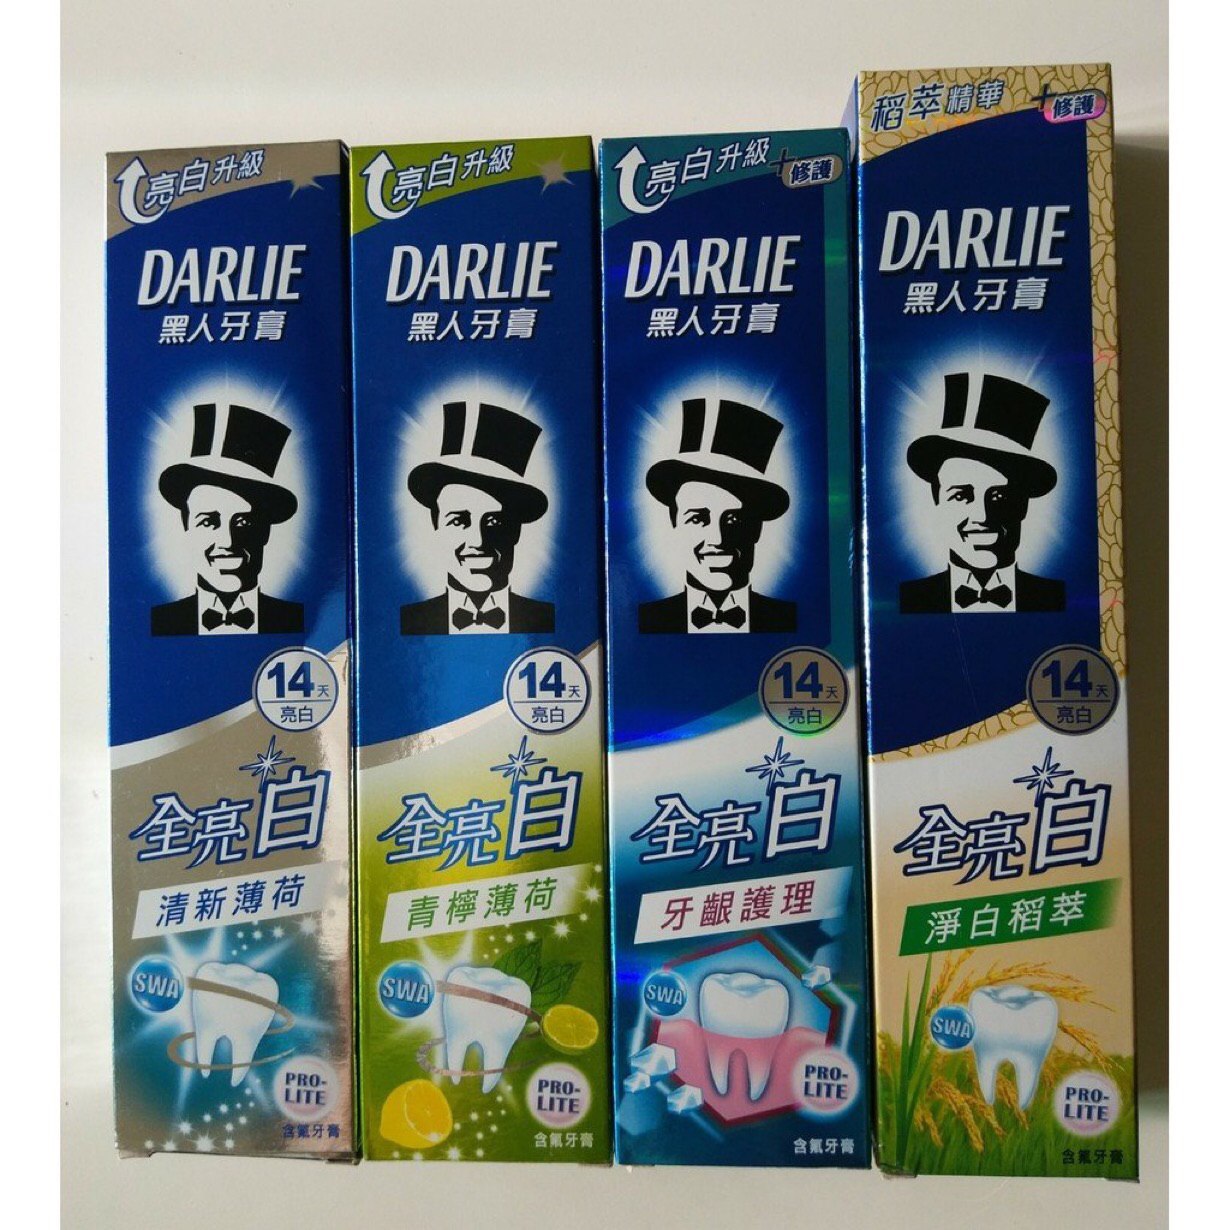 亮白升級
DARLIE
黑人牙膏
14天
亮白
全亮白
清新薄荷
SWA
PRO-
LITE
含氟牙膏
亮白升級
DARLIE
黑人牙膏
14天
亮白
全亮白
青檸薄荷
SWA
PRO-
LITE
含氟牙膏
亮白升級
+修護
DARLIE
黑人牙膏
14天
亮白
全亮白
牙齦護理
SWA
PRO-
LITE
含氟牙膏
稻萃精華
+修護
DARLIE
黑人牙膏
14天
亮白
全亮白
淨白稻萃
SWA
PRO-
LITE
含氟牙膏